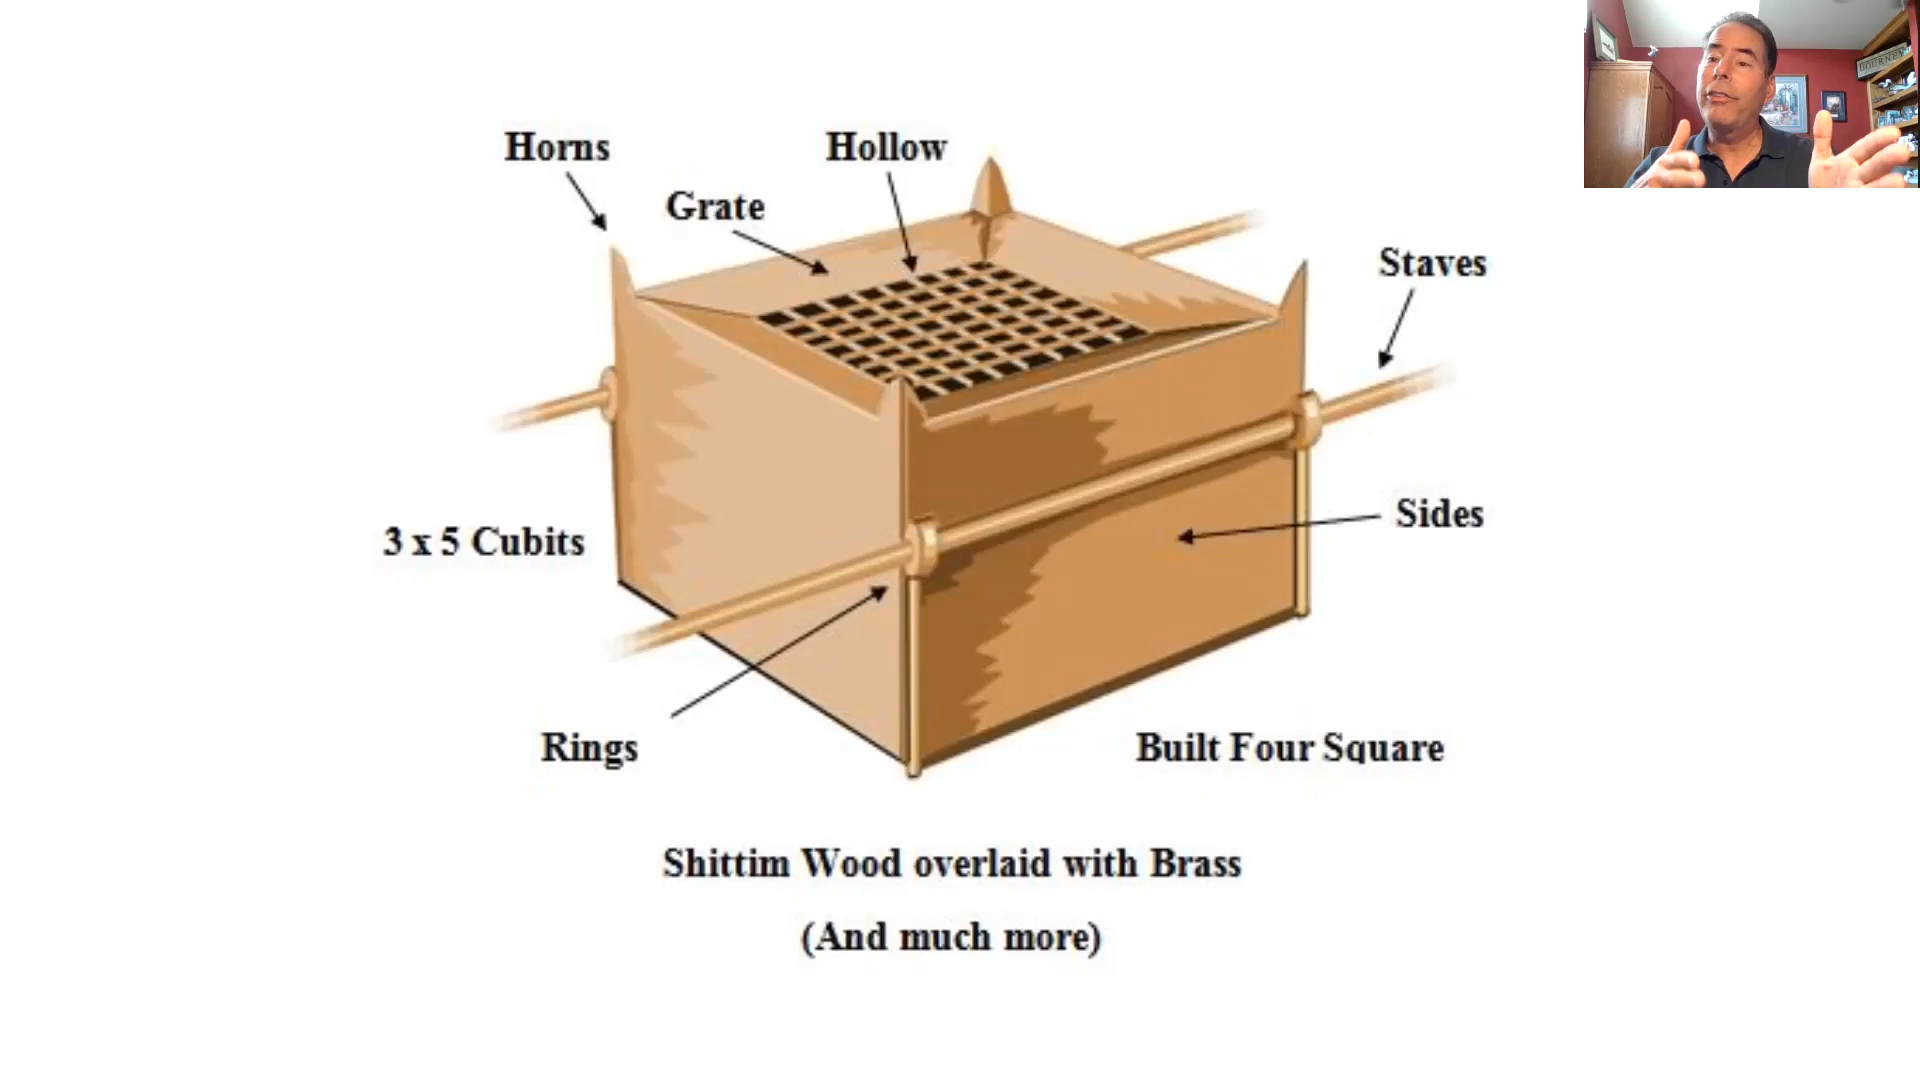 Horns
Hollow
Grate
Staves
Sides
3 x 5 Cubits
Rings
Built Four Square
Shittim Wood overlaid with Brass
(And much more)
JOURNEY